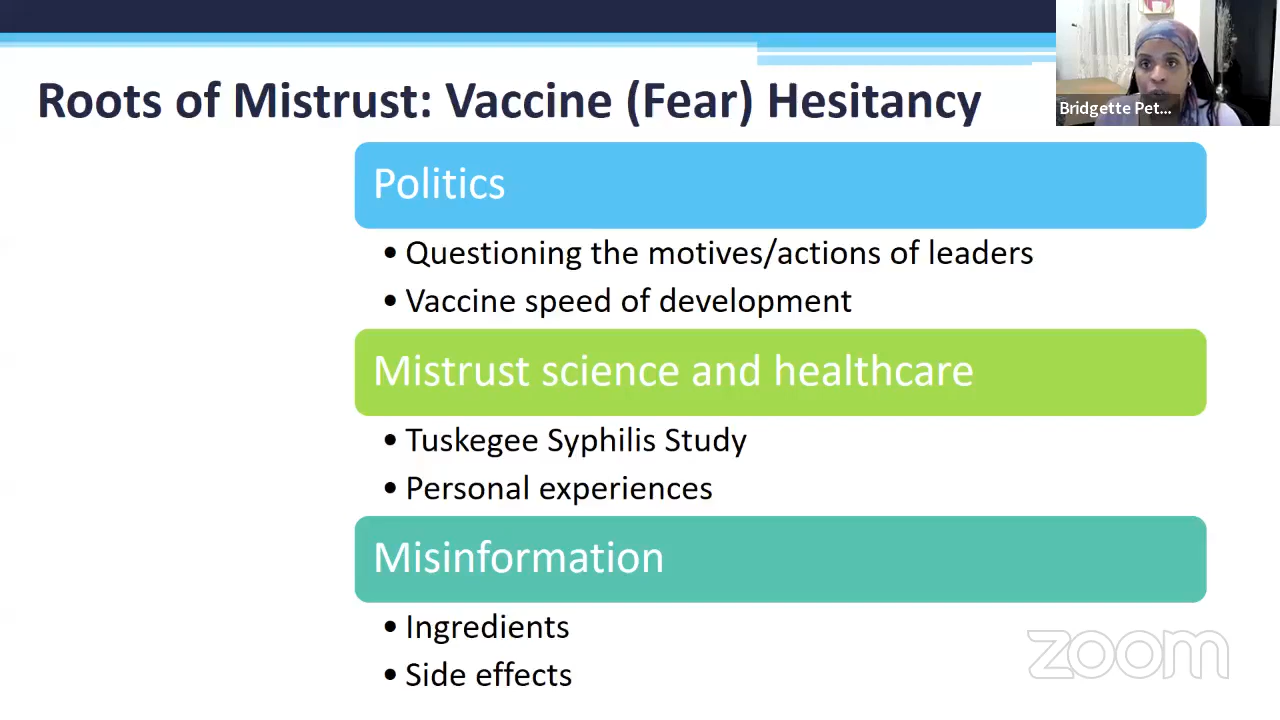 Roots of Mistrust: Vaccine (Fear) Hesitancy
Bridgette Pet...
Politics
• Questioning the motives/actions of leaders
• Vaccine speed of development
Mistrust science and healthcare
• Tuskegee Syphilis Study
• Personal experiences
Misinformation
• Ingredients
• Side effects
zoom